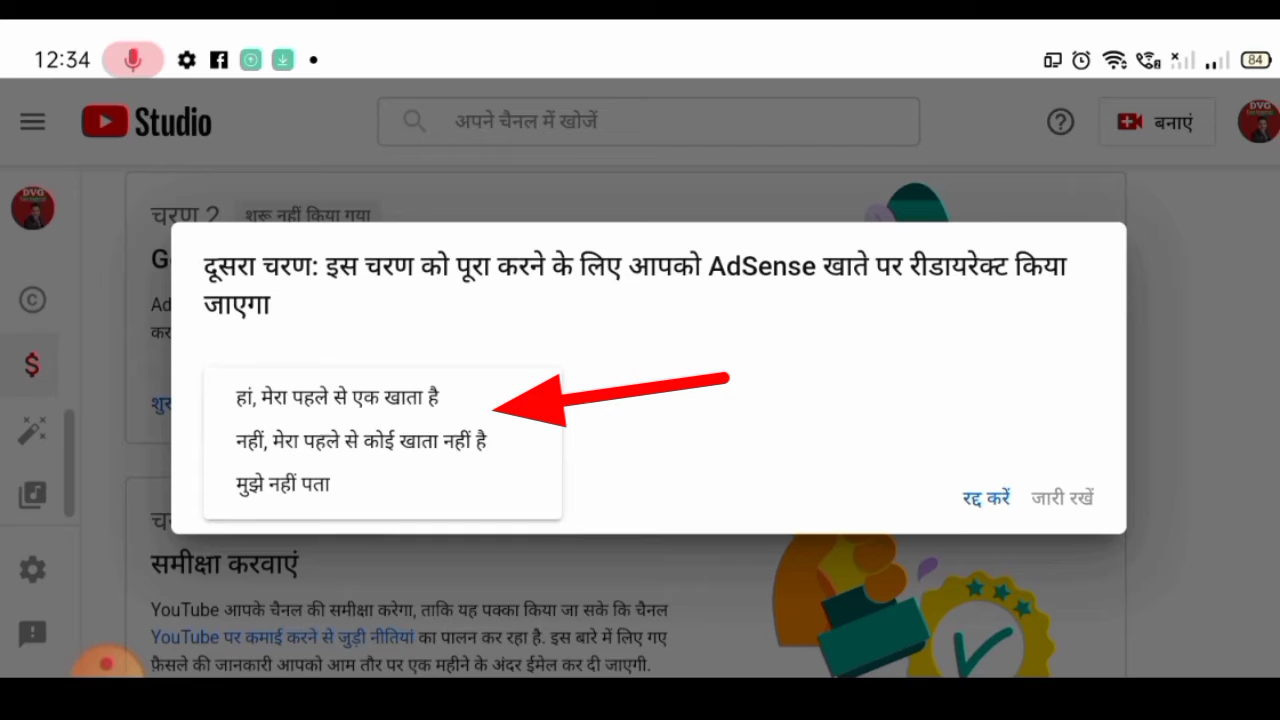 12:34
84
Studio
अपने चैनल में खोजें
बनाएं
DVG
DVG
चरण 2 शुरू नहीं किया गया
दूसरा चरण: इस चरण को पूरा करने के लिए आपको AdSense खाते पर रीडायरेक्ट किया
जाएगा
हां, मेरा पहले से एक खाता है
नहीं, मेरा पहले से कोई खाता नहीं है
मुझे नहीं पता
रद्द करें जारी रखें
समीक्षा करवाएं
YouTube आपके चैनल की समीक्षा करेगा, ताकि यह पक्का किया जा सके कि चैनल
YouTube पर कमाई करने से जुड़ी नीतियां का पालन कर रहा है. इस बारे में लिए गए
फ़ैसले की जानकारी आपको आम तौर पर एक महीने के अंदर ईमेल कर दी जाएगी.